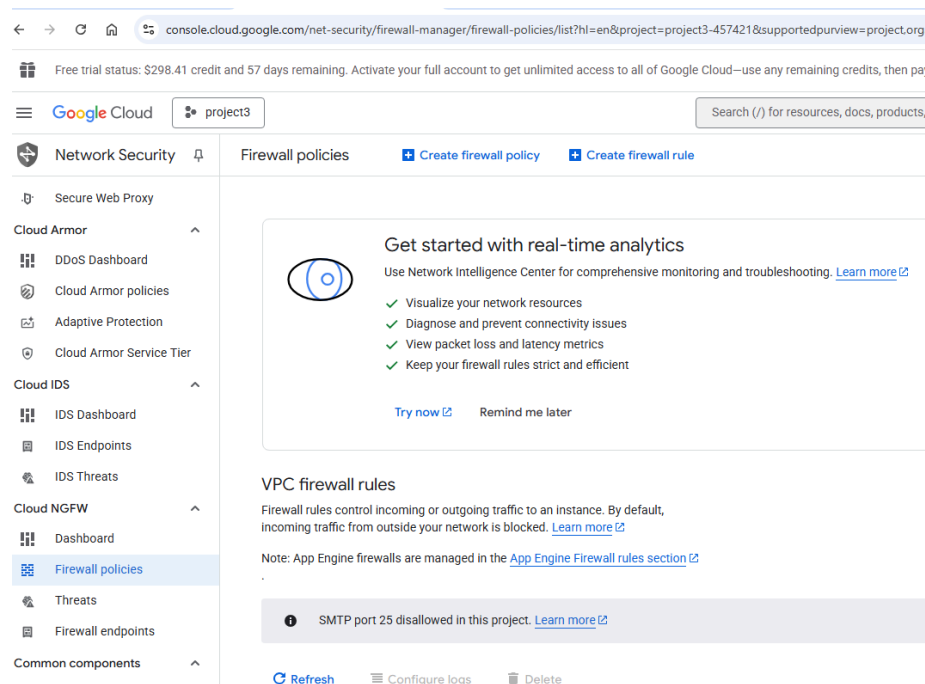 console.cloud.google.com/net-security/firewall-manager/firewall-policies/list?hl=en&project=project3-457421&supportedpurview=project,org
Free trial status: $298.41 credit and 57 days remaining. Activate your full account to get unlimited access to all of Google Cloud—use any remaining credits, then pay
Google Cloud
project3
Search (/) for resources, docs, products,
Network Security
Firewall policies
Create firewall policy
Create firewall rule
Secure Web Proxy
Cloud Armor
DDoS Dashboard
Cloud Armor policies
Adaptive Protection
Cloud Armor Service Tier
Cloud IDS
IDS Dashboard
IDS Endpoints
IDS Threats
Cloud NGFW
Dashboard
Firewall policies
Threats
Firewall endpoints
Common components
Get started with real-time analytics
Use Network Intelligence Center for comprehensive monitoring and troubleshooting. Learn more
Visualize your network resources
Diagnose and prevent connectivity issues
View packet loss and latency metrics
Keep your firewall rules strict and efficient
Try now
Remind me later
VPC firewall rules
Firewall rules control incoming or outgoing traffic to an instance. By default,
incoming traffic from outside your network is blocked. Learn more
Note: App Engine firewalls are managed in the App Engine Firewall rules section
.
SMTP port 25 disallowed in this project. Learn more
Refresh
Configure logs
Delete